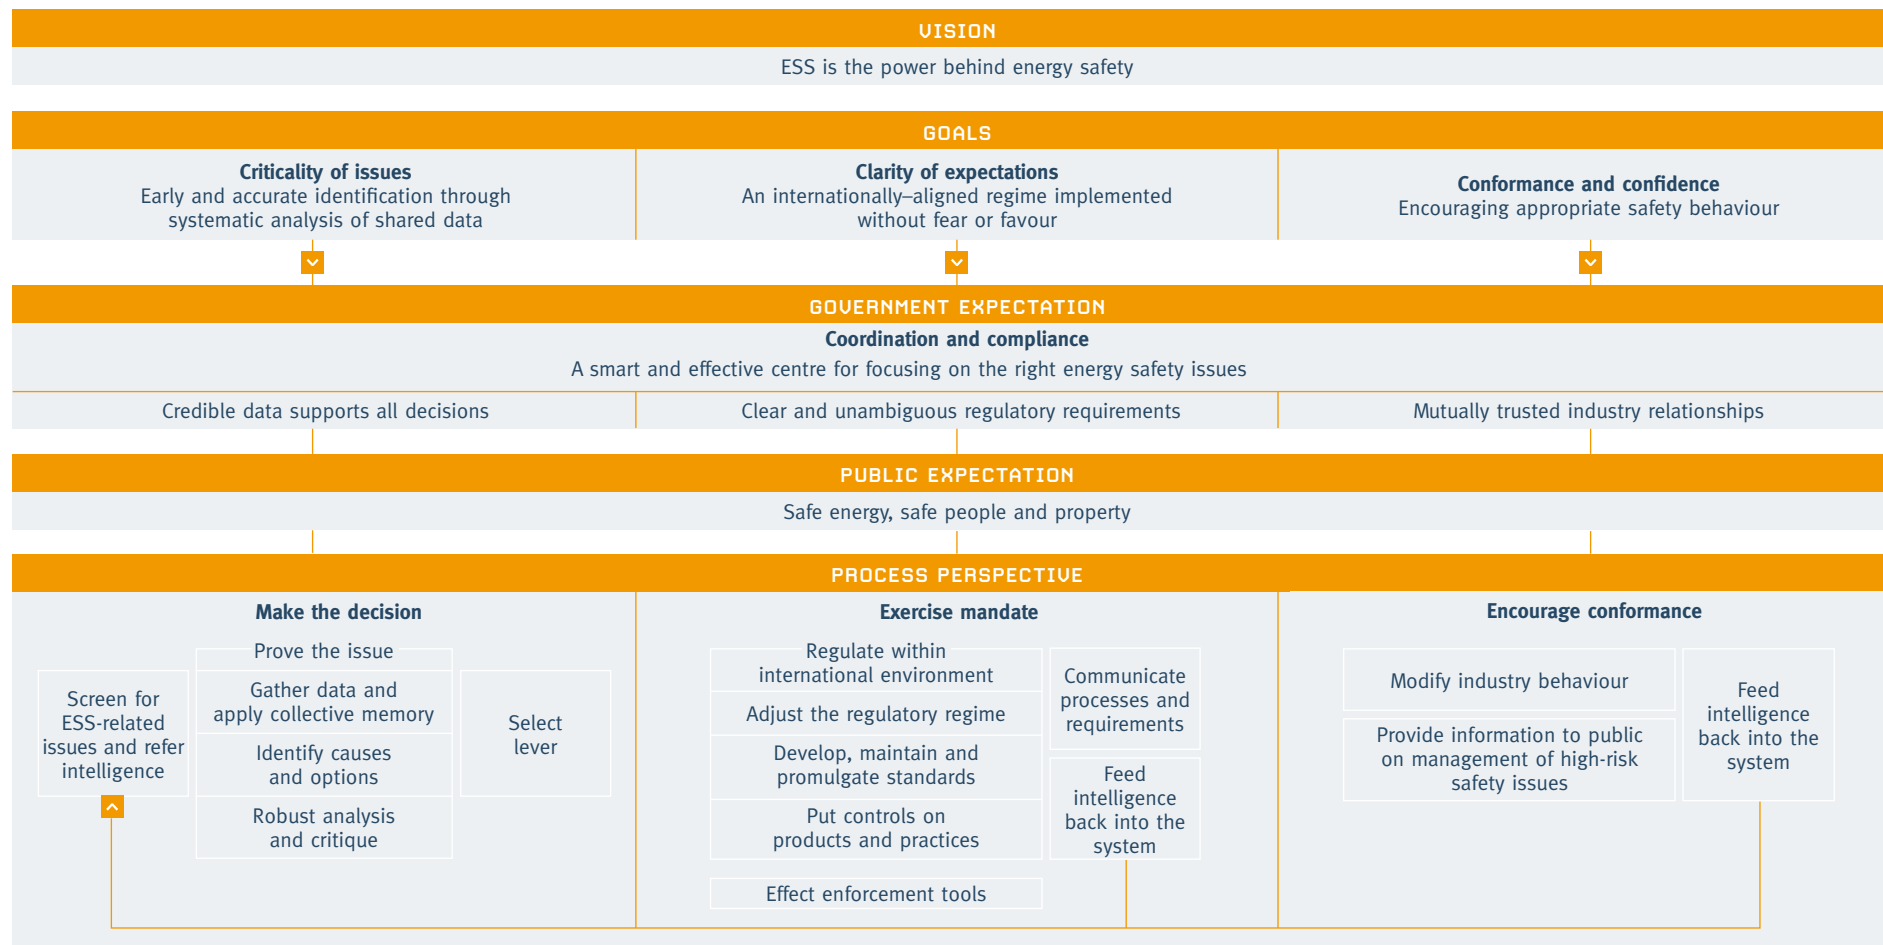 VISION
ESS is the power behind energy safety
GOALS
Criticality of issues
Early and accurate identification through
systematic analysis of shared data
Clarity of expectations
An internationally–aligned regime implemented
without fear or favour
Conformance and confidence
Encouraging appropriate safety behaviour
GOVERNMENT EXPECTATION
Coordination and compliance
A smart and effective centre for focusing on the right energy safety issues
Credible data supports all decisions
Clear and unambiguous regulatory requirements
Mutually trusted industry relationships
PUBLIC EXPECTATION
Safe energy, safe people and property
PROCESS PERSPECTIVE
Make the decision
Screen for
ESS-related
issues and refer
intelligence
Prove the issue
Gather data and
apply collective memory
Identify causes
and options
Robust analysis
and critique
Select
lever
Exercise mandate
Regulate within
international environment
Adjust the regulatory regime
Develop, maintain and
promulgate standards
Put controls on
products and practices
Effect enforcement tools
Communicate
processes and
requirements
Feed
intelligence
back into the
system
Encourage conformance
Modify industry behaviour
Provide information to public
on management of high-risk
safety issues
Feed
intelligence
back into the
system